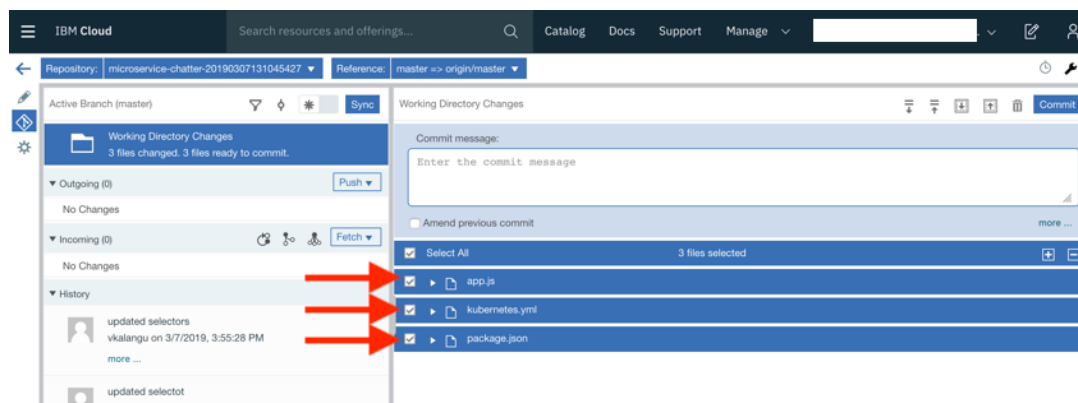 IBM Cloud
Search resources and offerings...
Catalog
Docs
Support
Manage
Repository: microservice-chatter-20190307131045427
Reference: master => origin/master
Active Branch (master)
Sync
Working Directory Changes
3 files changed. 3 files ready to commit.
Outgoing (0)
Push
No Changes
Incoming (0)
Fetch
No Changes
History
updated selectors
vkalangu on 3/7/2019, 3:55:28 PM
more ...
updated selectot
Working Directory Changes
Commit
Commit message:
Enter the commit message
Amend previous commit
more ...
Select All
3 files selected
app.js
kubernetes.yml
package.json